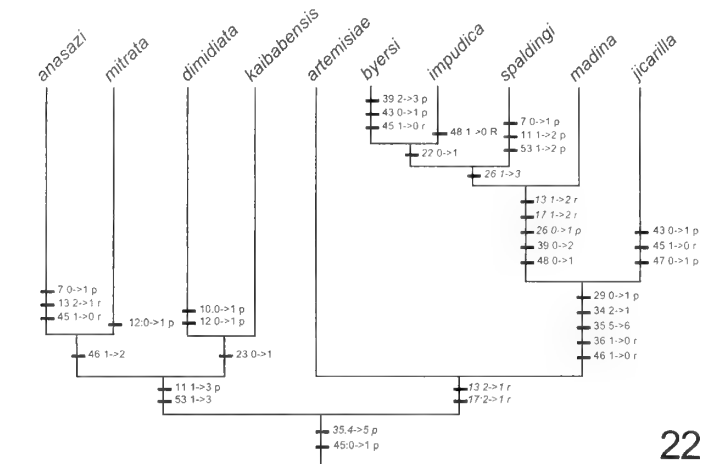 anasazi
mitrata
dimidiata
kaibabensis
artemisiae
byersi
impudica
spaldingi
madina
jicarilla
39 2->3 p
43 0->1 p
45 1->0 r
48 1->0 R
7 0->1 p
11 1->2 p
53 1->2 p
22 0->1
26 1->3
13 1->2 r
17 1->2 r
26 0->1 p
39 0->2
48 0->1
43 0->1 p
45 1->0 r
47 0->1 p
7 0->1 p
13 2->1 r
45 1->0 r
12:0->1 p
10.0->1 p
12 0->1 p
29 0->1 p
34 2->1
35 5->6
36 1->0 r
46 1->0 r
46 1->2
23 0->1
11 1->3 p
53 1->3
13 2->1 r
17:2->1 r
35.4->5 p
45:0->1 p
22